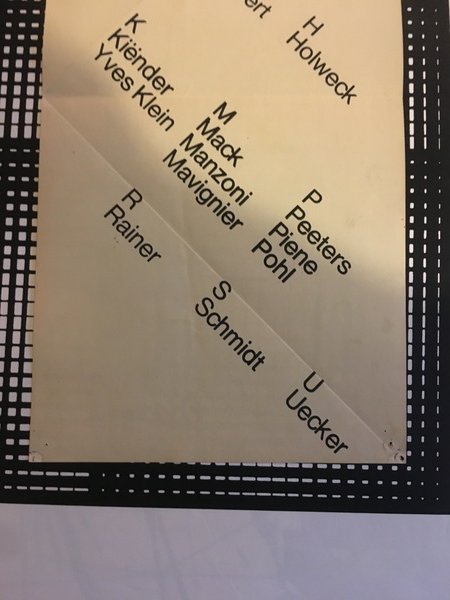 ert
H
Holweck
K
Kiënder
Yves Klein
M
Mack
Manzoni
Mavignier
P
Peeters
Piene
Pohl
R
Rainer
S
Schmidt
U
Uecker